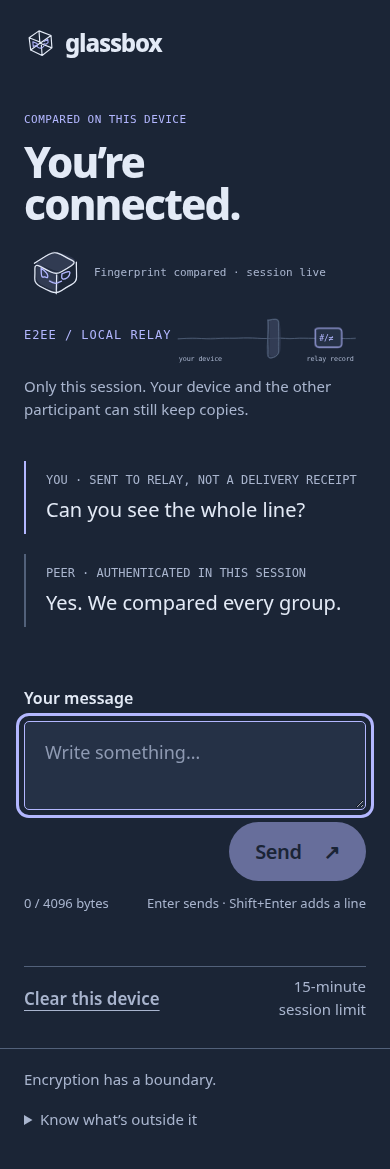 glassbox
COMPARED ON THIS DEVICE
You’re
connected.
Fingerprint compared · session live
E2EE / LOCAL RELAY
#/≠
your device
relay record
Only this session. Your device and the other
participant can still keep copies.
YOU · SENT TO RELAY, NOT A DELIVERY RECEIPT
Can you see the whole line?
PEER · AUTHENTICATED IN THIS SESSION
Yes. We compared every group.
Your message
Write something…
Send ↗
0 / 4096 bytes
Enter sends · Shift+Enter adds a line
Clear this device
15-minute
session limit
Encryption has a boundary.
Know what’s outside it